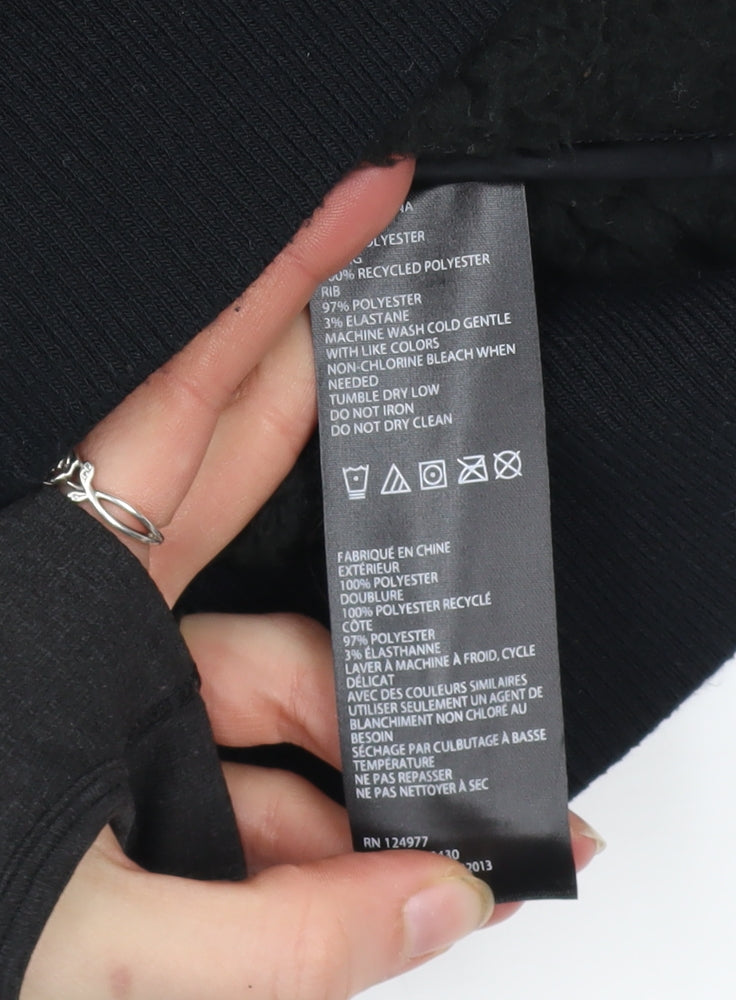 100% RECYCLED POLYESTER
RIB
97% POLYESTER
3% ELASTANE
MACHINE WASH COLD GENTLE
WITH LIKE COLORS
NON-CHLORINE BLEACH WHEN
NEEDED
TUMBLE DRY LOW
DO NOT IRON
DO NOT DRY CLEAN
FABRIQUÉ EN CHINE
EXTÉRIEUR
100% POLYESTER
DOUBLURE
100% POLYESTER RECYCLÉ
CÔTE
97% POLYESTER
3% ÉLASTHANNE
LAVER À MACHINE À FROID, CYCLE
DÉLICAT
AVEC DES COULEURS SIMILAIRES
UTILISER SEULEMENT UN AGENT DE
BLANCHIMENT NON CHLORÉ AU
BESOIN
SÉCHAGE PAR CULBUTAGE À BASSE
TEMPÉRATURE
NE PAS REPASSER
NE PAS NETTOYER À SEC
RN 124977
2013